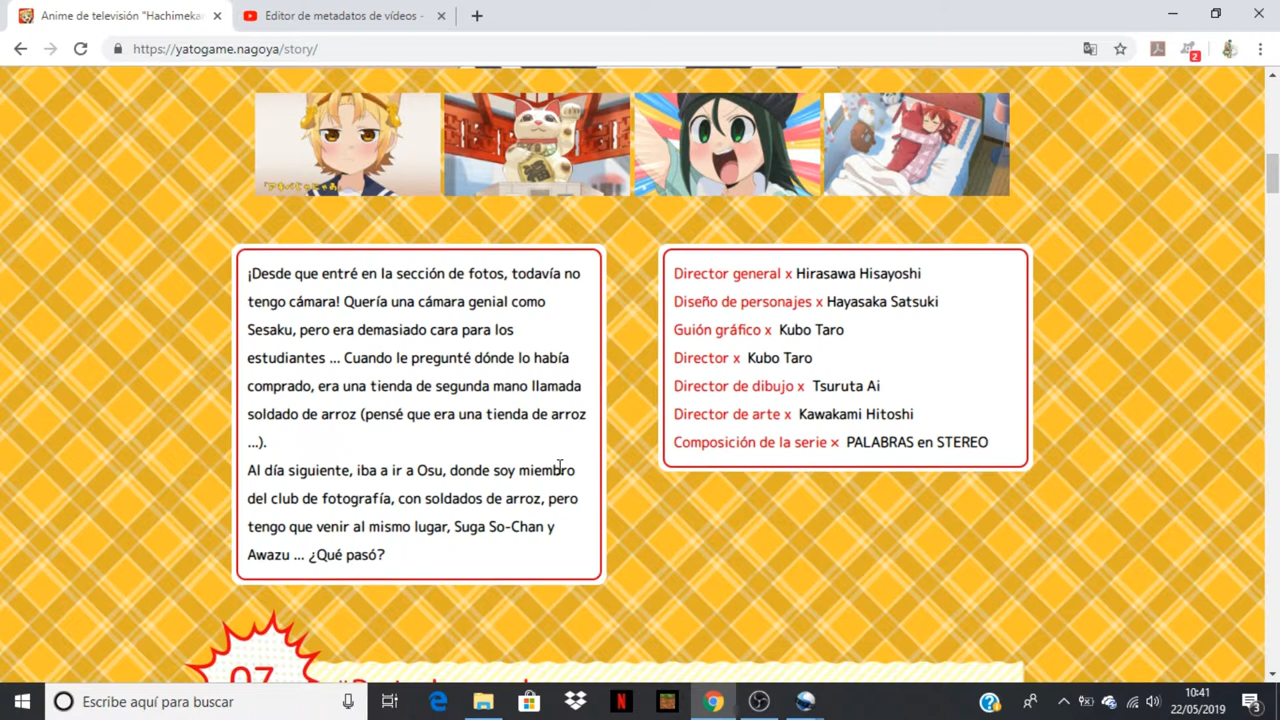 Anime de televisión "Hachimekan
Editor de metadatos de vídeos -
https://yatogame.nagoya/story/
2
福
¡Desde que entré en la sección de fotos, todavía no
tengo cámara! Quería una cámara genial como
Sesaku, pero era demasiado cara para los
estudiantes ... Cuando le pregunté dónde lo había
comprado, era una tienda de segunda mano llamada
soldado de arroz (pensé que era una tienda de arroz
...).
Al día siguiente, iba a ir a Osu, donde soy miembro
del club de fotografía, con soldados de arroz, pero
tengo que venir al mismo lugar, Suga So-Chan y
Awazu ... ¿Qué pasó?
Director general x Hirasawa Hisayoshi
Diseño de personajes x Hayasaka Satsuki
Guión gráfico x Kubo Taro
Director x Kubo Taro
Director de dibujo x Tsuruta Ai
Director de arte x Kawakami Hitoshi
Composición de la serie × PALABRAS en STEREO
07
Escribe aquí para buscar
10:41
22/05/2019
3